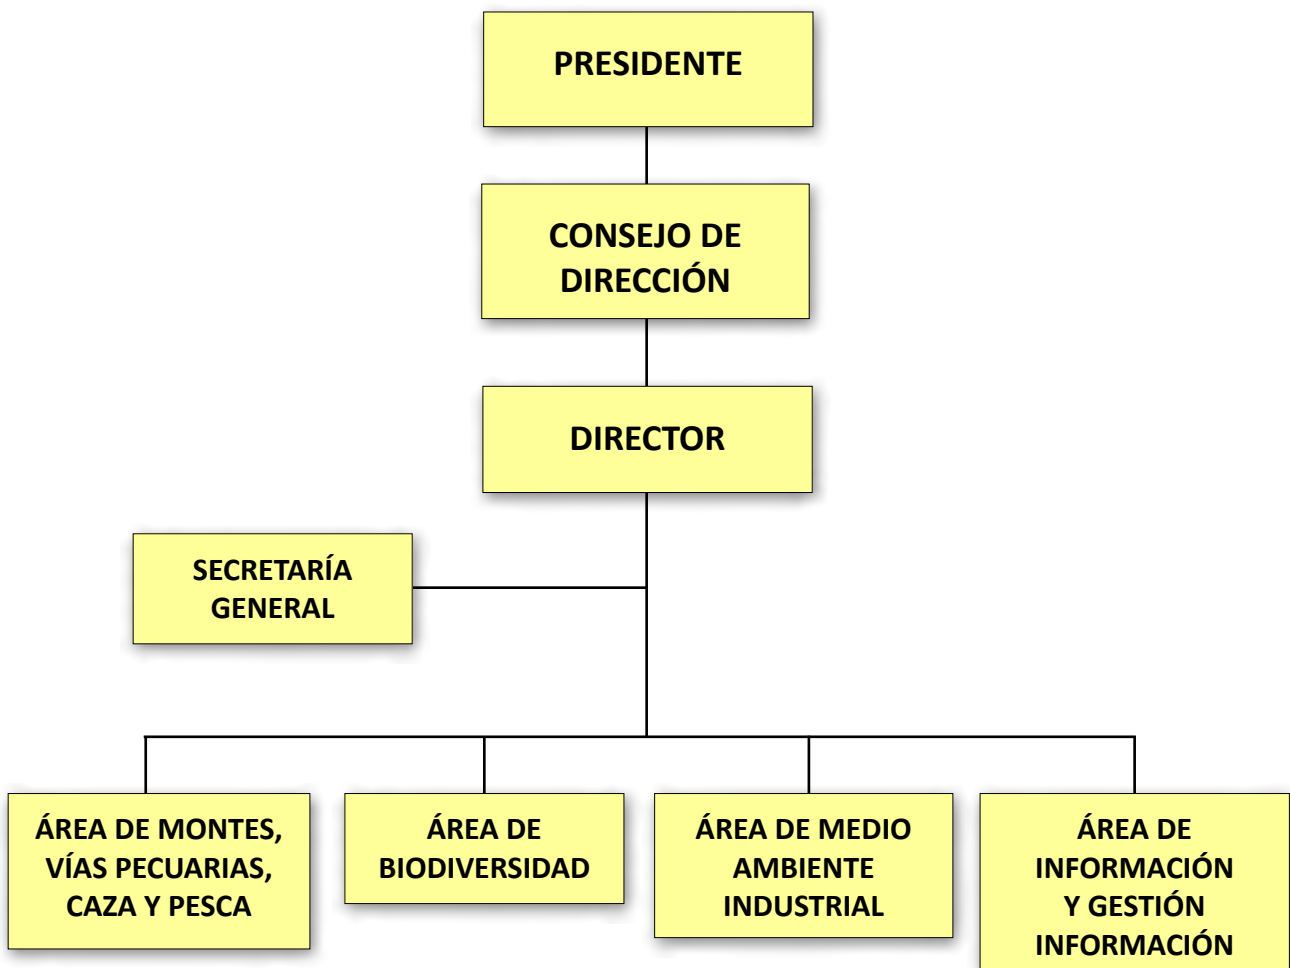 PRESIDENTE
CONSEJO DE
DIRECCIÓN
DIRECTOR
SECRETARÍA
GENERAL
ÁREA DE MONTES,
VÍAS PECUARIAS,
CAZA Y PESCA
ÁREA DE
BIODIVERSIDAD
ÁREA DE MEDIO
AMBIENTE
INDUSTRIAL
ÁREA DE
INFORMACIÓN
Y GESTIÓN
INFORMACIÓN